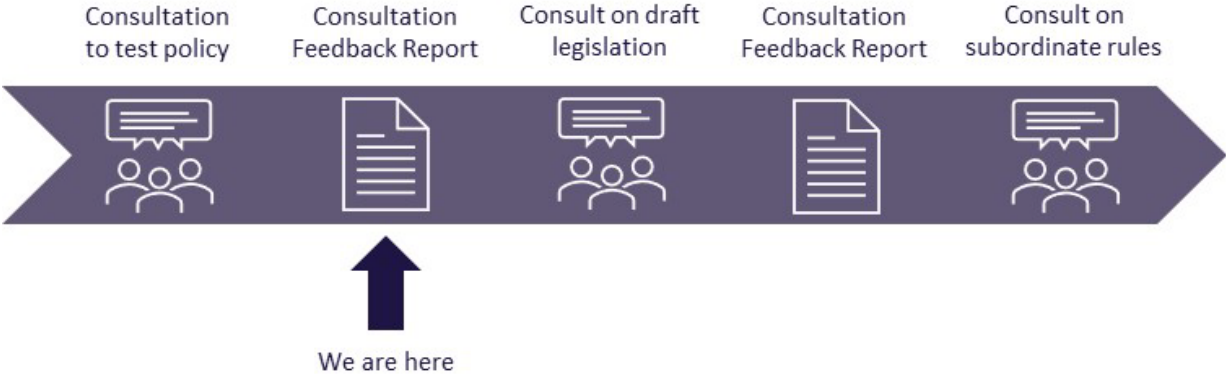 Consultation
to test policy
Consultation
Feedback Report
Consult on draft
legislation
Consultation
Feedback Report
Consult on
subordinate rules
We are here